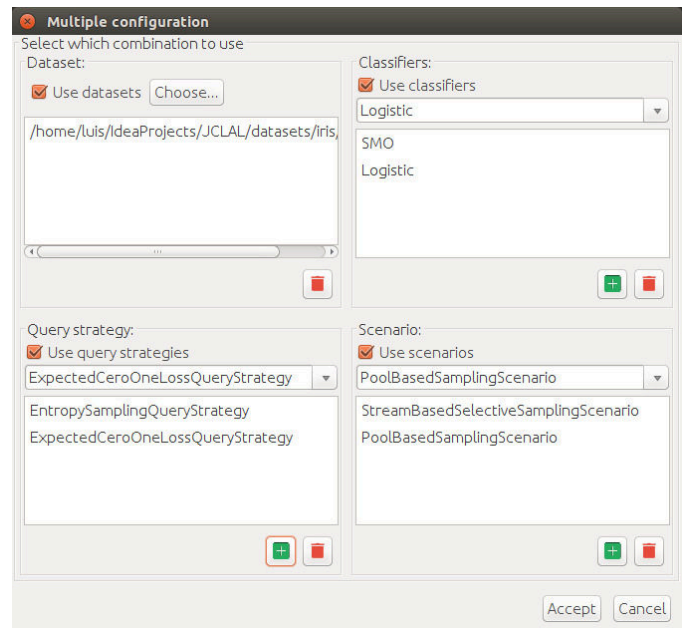 Multiple configuration
Select which combination to use
Dataset:
Use datasets
Choose...
/home/luis/IdeaProjects/JCLAL/datasets/iris,
Classifiers:
Use classifiers
Logistic
SMO
Logistic
Query strategy:
Use query strategies
ExpectedCeroOneLossQueryStrategy
EntropySamplingQueryStrategy
ExpectedCeroOneLossQueryStrategy
Scenario:
Use scenarios
PoolBasedSamplingScenario
StreamBasedSelectiveSamplingScenario
PoolBasedSamplingScenario
Accept
Cancel